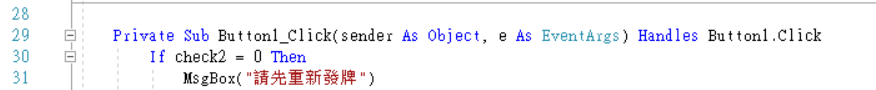 28
29 Private Sub Button1_Click(sender As Object, e As EventArgs) Handles Button1.Click
30 If check2 = 0 Then
31 MsgBox("請先重新發牌")